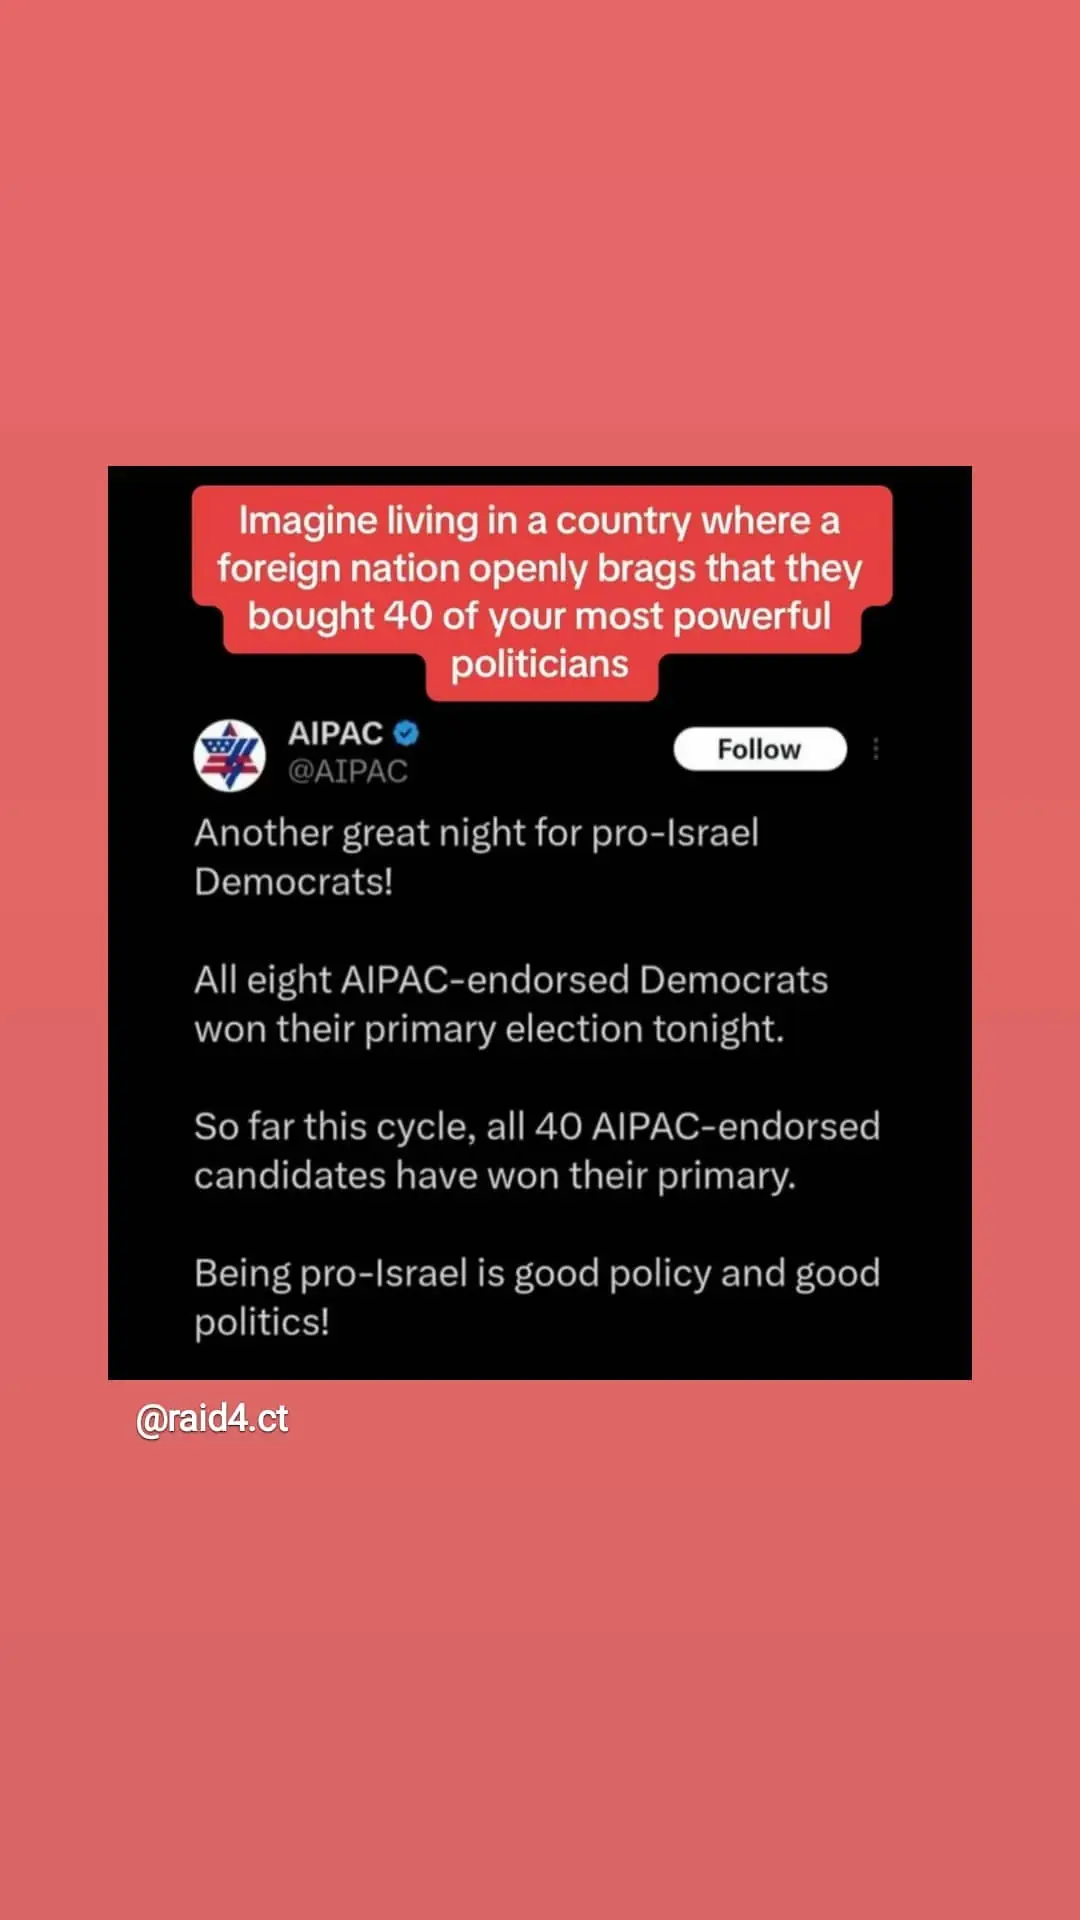 Imagine living in a country where a
foreign nation openly brags that they
bought 40 of your most powerful
politicians
AIPAC
@AIPAC
Follow
Another great night for pro-Israel
Democrats!
All eight AIPAC-endorsed Democrats
won their primary election tonight.
So far this cycle, all 40 AIPAC-endorsed
candidates have won their primary.
Being pro-Israel is good policy and good
politics!
@raid4.ct